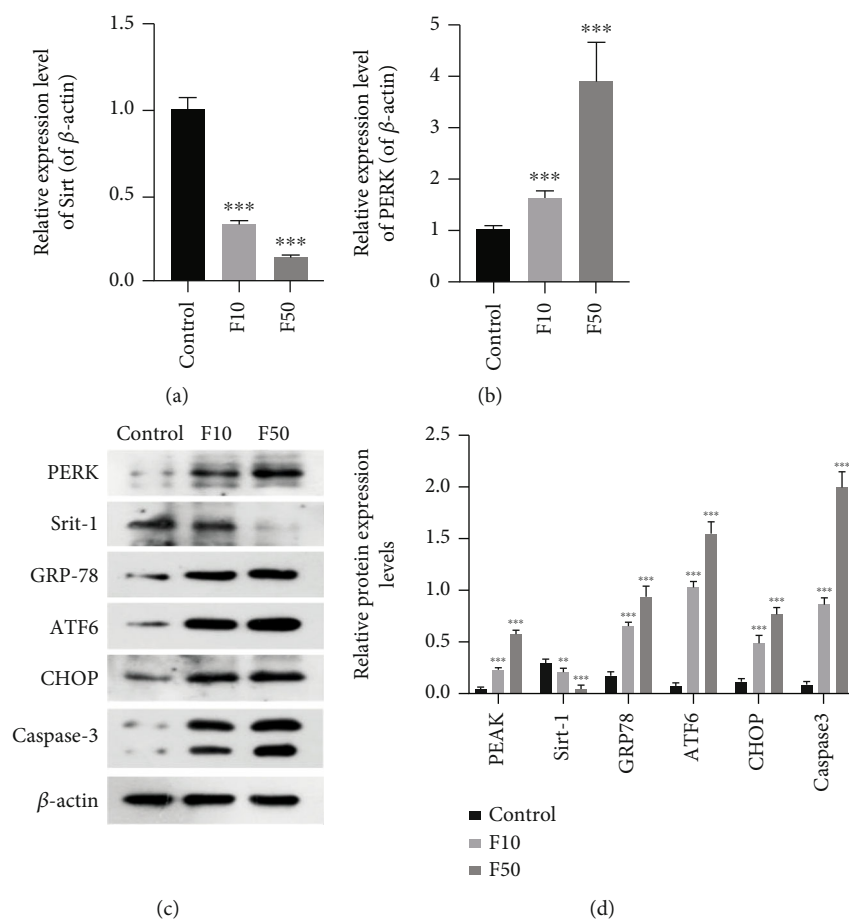 Relative expression level
of Sirt (of β-actin)
1.5
1.0
0.5
0.0
***
***
Control
F10
F50
(a)
Relative expression level
of PERK (of β-actin)
5
4
3
2
1
0
***
***
Control
F10
F50
(b)
Control F10 F50
PERK
Srit-1
GRP-78
ATF6
CHOP
Caspase-3
β-actin
(c)
Relative protein expression
levels
2.5
2.0
1.5
1.0
0.5
0.0
*** ***
** ***
*** ***
*** ***
*** ***
*** ***
PEAK
Sirt-1
GRP78
ATF6
CHOP
Caspase3
Control
F10
F50
(d)